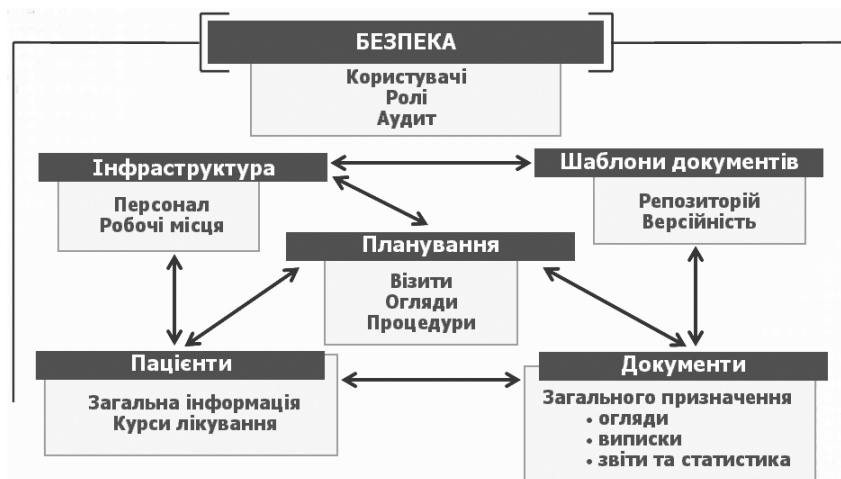 БЕЗПЕКА
Користувачі
Ролі
Аудит
Інфраструктура
Персонал
Робочі місця
Шаблони документів
Репозиторій
Версійність
Планування
Візити
Огляди
Процедури
Пацієнти
Загальна інформація
Курси лікування
Документи
Загального призначення
• огляди
• виписки
• звіти та статистика